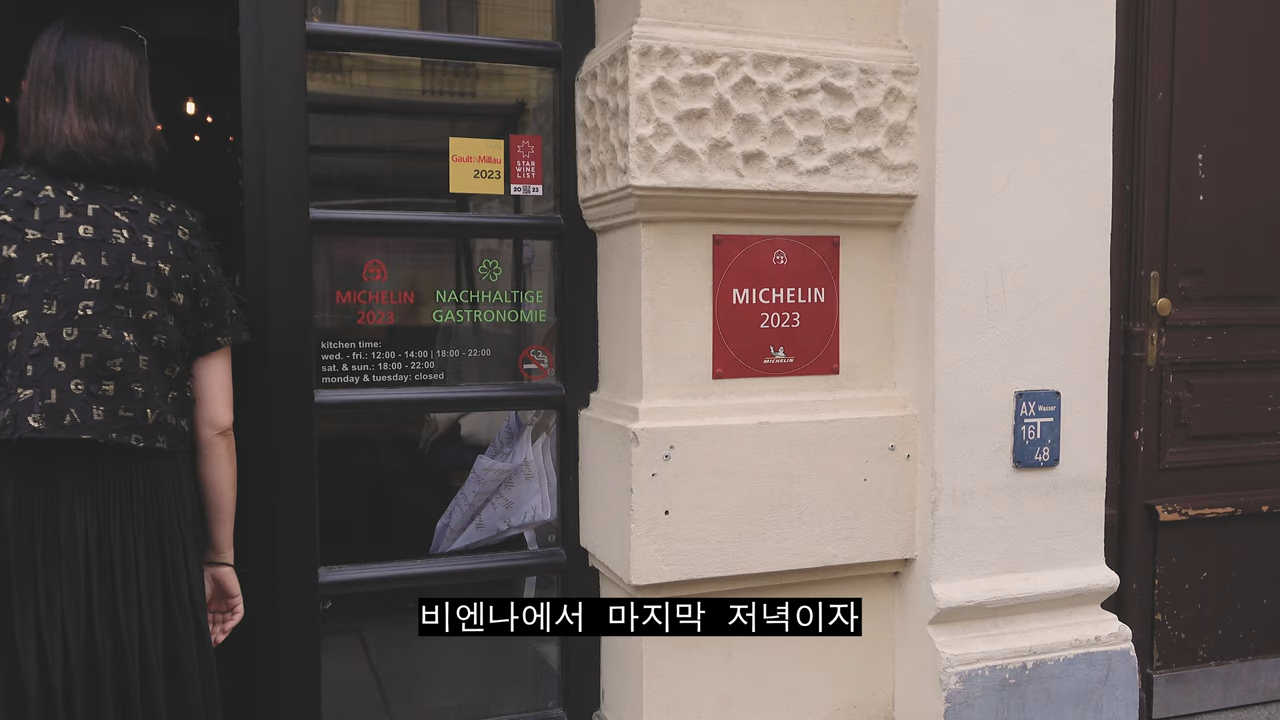 Gault&Millau
2023
STAR
WINE
LIST
20 23
MICHELIN
2023
NACHHALTIGE
GASTRONOMIE
kitchen time:
wed. - fri.: 12:00 - 14:00 | 18:00 - 22:00
sat. & sun.: 18:00 - 22:00
monday & tuesday: closed
MICHELIN
2023
MICHELIN
AX Wasser
16
48
비엔나에서 마지막 저녁이자